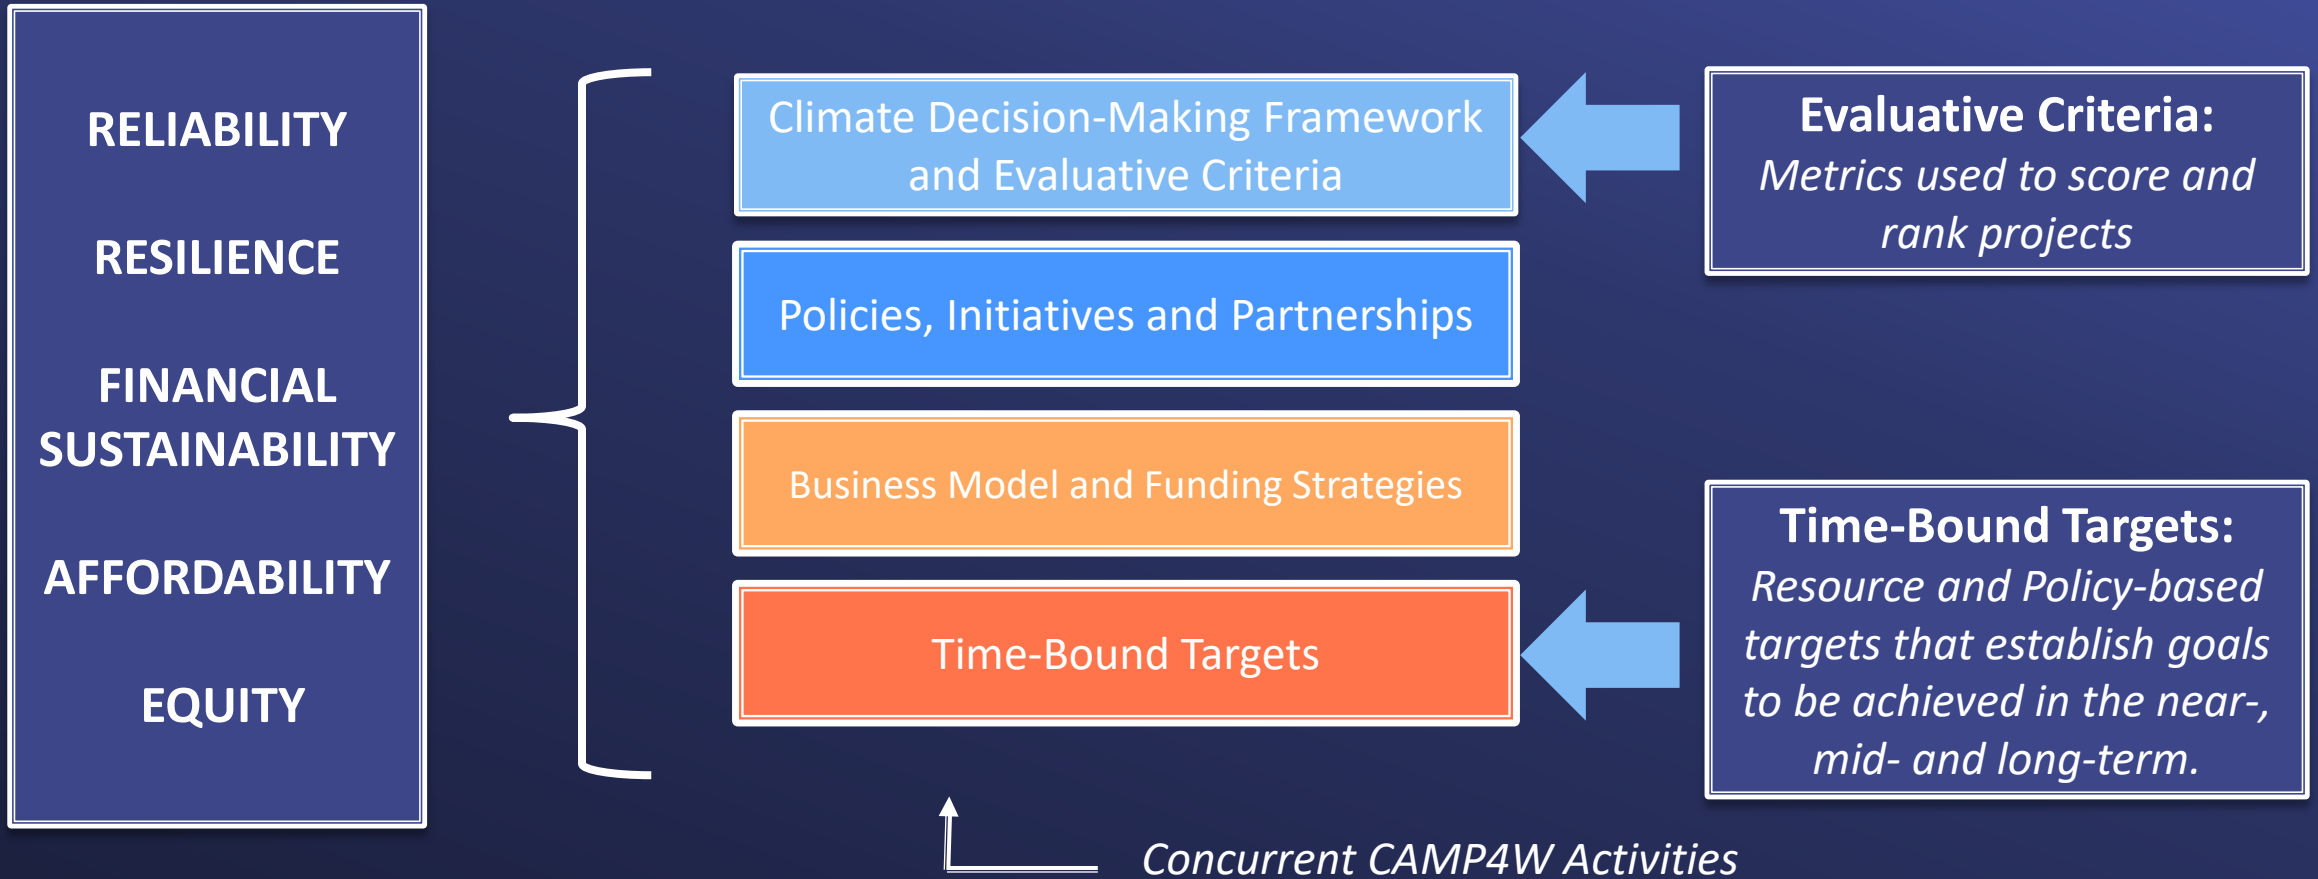 RELIABILITY
RESILIENCE
FINANCIAL
SUSTAINABILITY
AFFORDABILITY
EQUITY
Climate Decision-Making Framework
and Evaluative Criteria
Policies, Initiatives and Partnerships
Business Model and Funding Strategies
Time-Bound Targets
Evaluative Criteria:
Metrics used to score and
rank projects
Time-Bound Targets:
Resource and Policy-based
targets that establish goals
to be achieved in the near-,
mid- and long-term.
Concurrent CAMP4W Activities